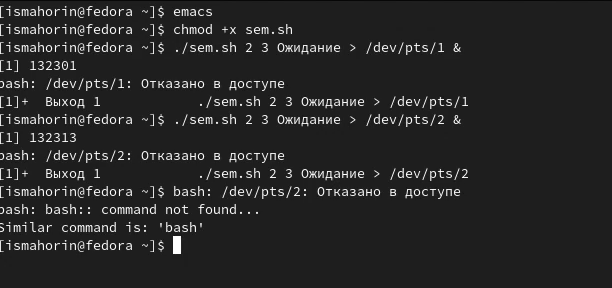 [ismahorin@fedora ~]$ emacs
[ismahorin@fedora ~]$ chmod +x sem.sh
[ismahorin@fedora ~]$ ./sem.sh 2 3 Ожидание > /dev/pts/1 &
[1] 132301
bash: /dev/pts/1: Отказано в доступе
[1]+  Выход 1            ./sem.sh 2 3 Ожидание > /dev/pts/1
[ismahorin@fedora ~]$ ./sem.sh 2 3 Ожидание > /dev/pts/2 &
[1] 132313
bash: /dev/pts/2: Отказано в доступе
[1]+  Выход 1            ./sem.sh 2 3 Ожидание > /dev/pts/2
[ismahorin@fedora ~]$ bash: /dev/pts/2: Отказано в доступе
bash: bash:: command not found...
Similar command is: 'bash'
[ismahorin@fedora ~]$